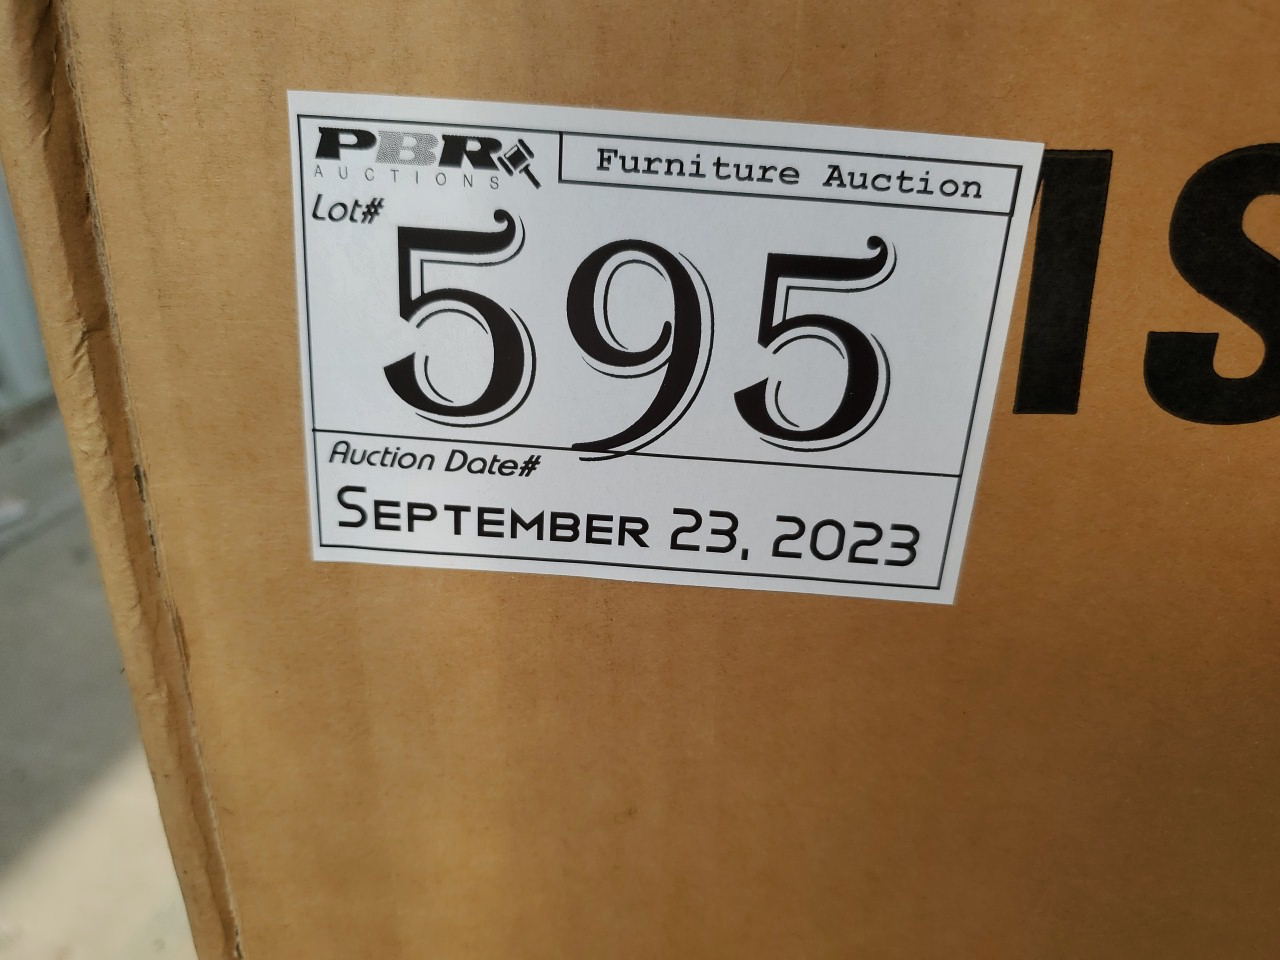 PBR
AUCTIONS
Furniture Auction
Lot#
595
Auction Date#
SEPTEMBER 23, 2023